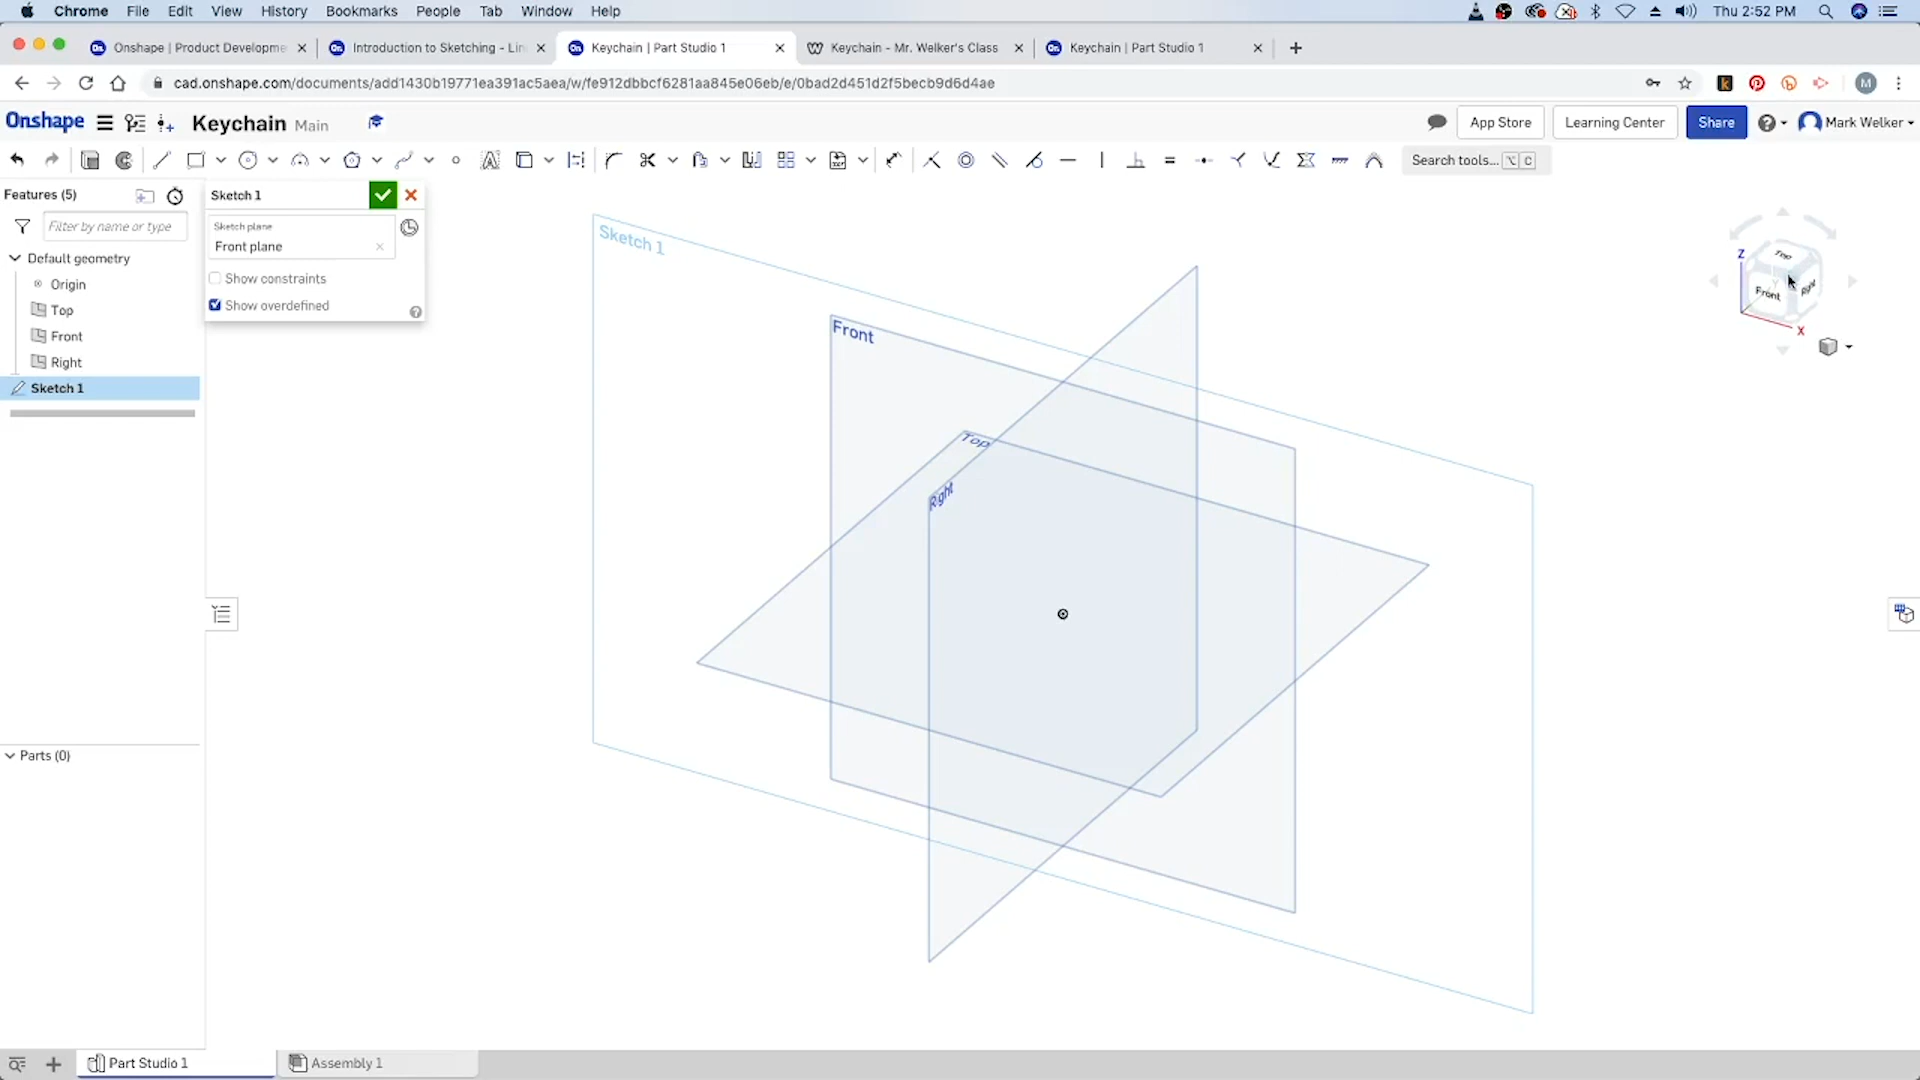 Chrome File Edit View History Bookmarks People Tab Window Help Thu 2:52 PM
Onshape | Product Developme Introduction to Sketching - Lin Keychain | Part Studio 1 Keychain - Mr. Welker's Class Keychain | Part Studio 1
cad.onshape.com/documents/add1430b19771ea391ac5aea/w/fe912dbbcf6281aa845e06eb/e/0bad2d451d2f5becb9d6d4ae M
Onshape Keychain Main App Store Learning Center Share Mark Welker
Search tools... ⌥ C
Features (5)
Filter by name or type
Default geometry
Origin
Top
Front
Right
Sketch 1
Parts (0)
Sketch 1
Sketch plane
Front plane
Show constraints
Show overdefined
Sketch 1
Front
Top
Right
Z
Top
Front
Right
X
Part Studio 1 Assembly 1